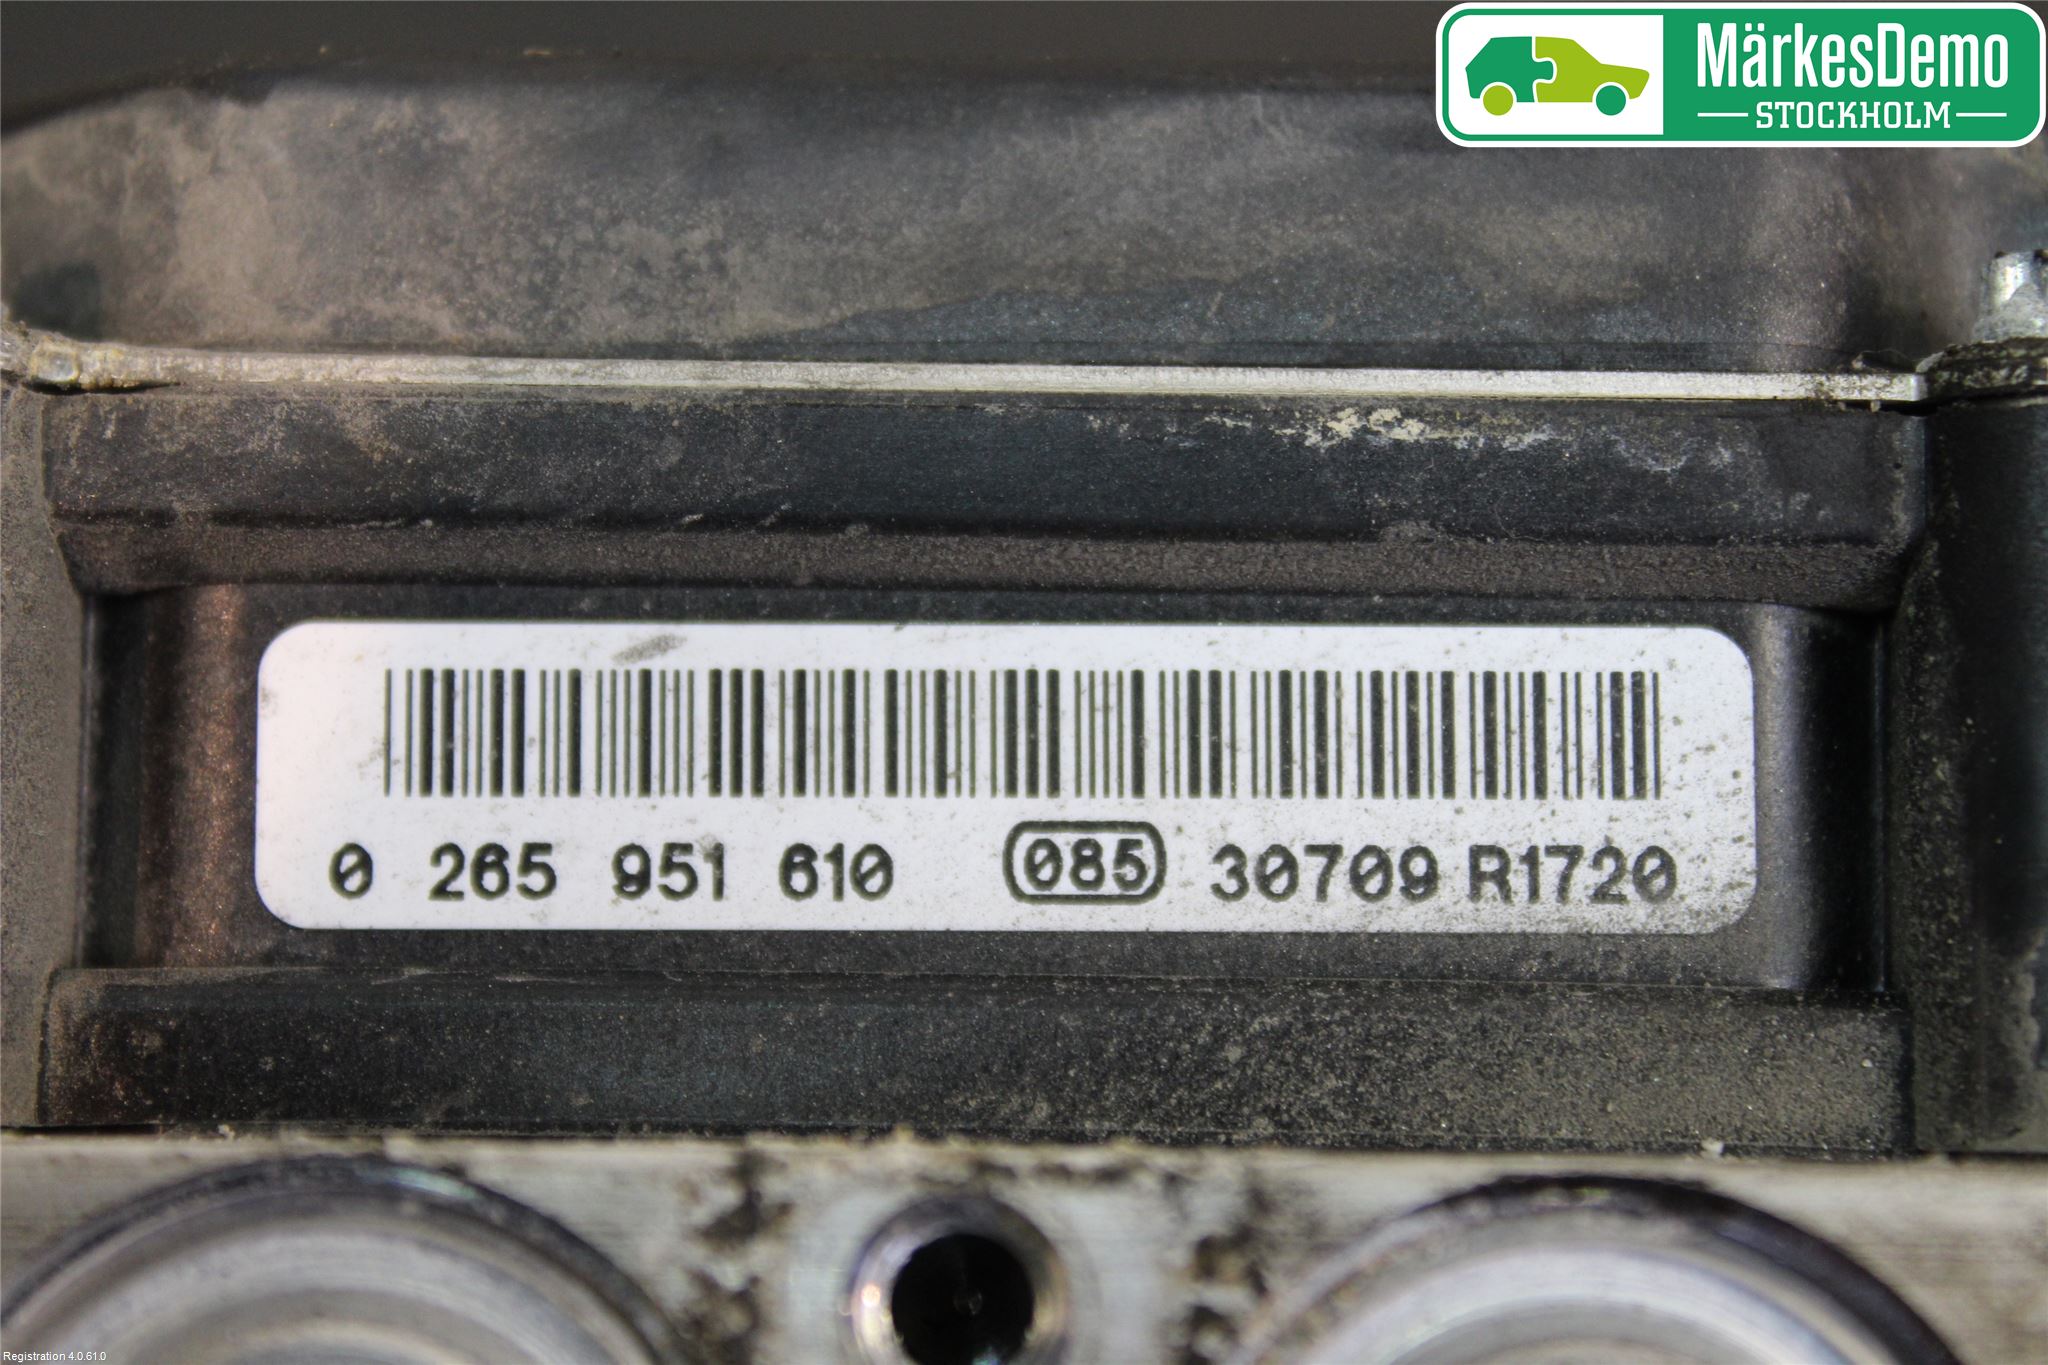 MärkesDemo
STOCKHOLM
0 265 951 610 085 30709 R1720
Registration 4.0.61.0